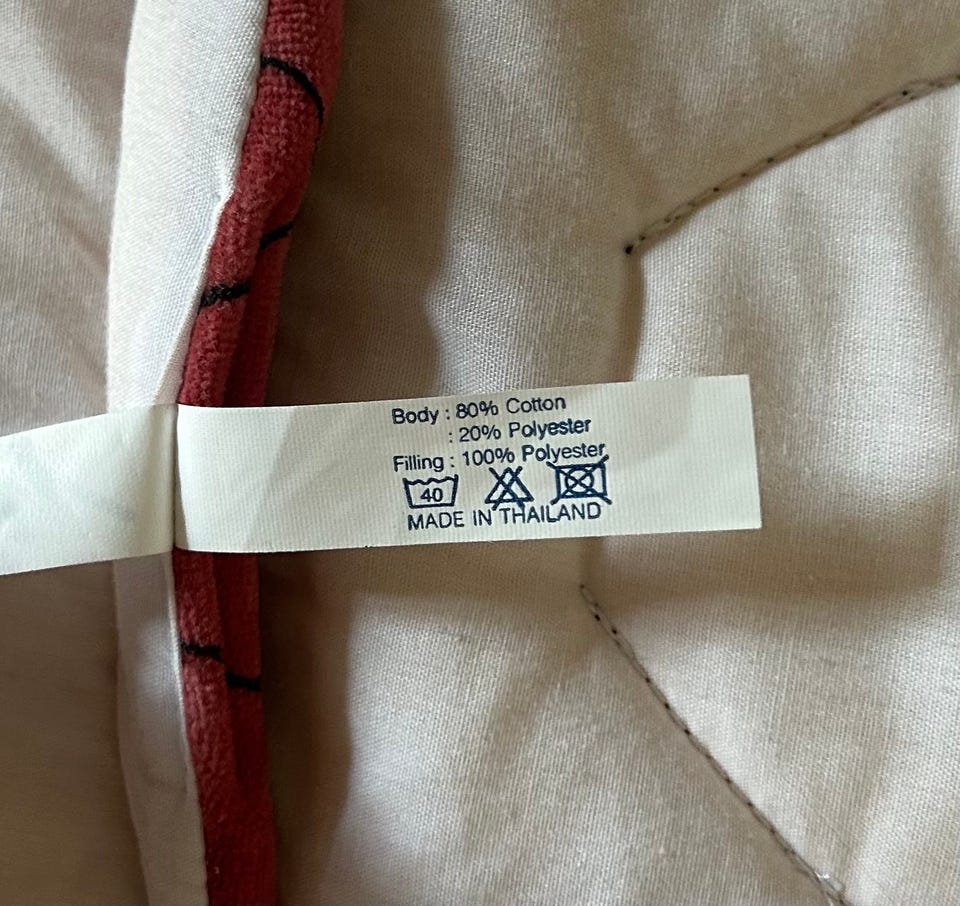 Body : 80% Cotton
: 20% Polyester
Filling : 100% Polyester
40
MADE IN THAILAND